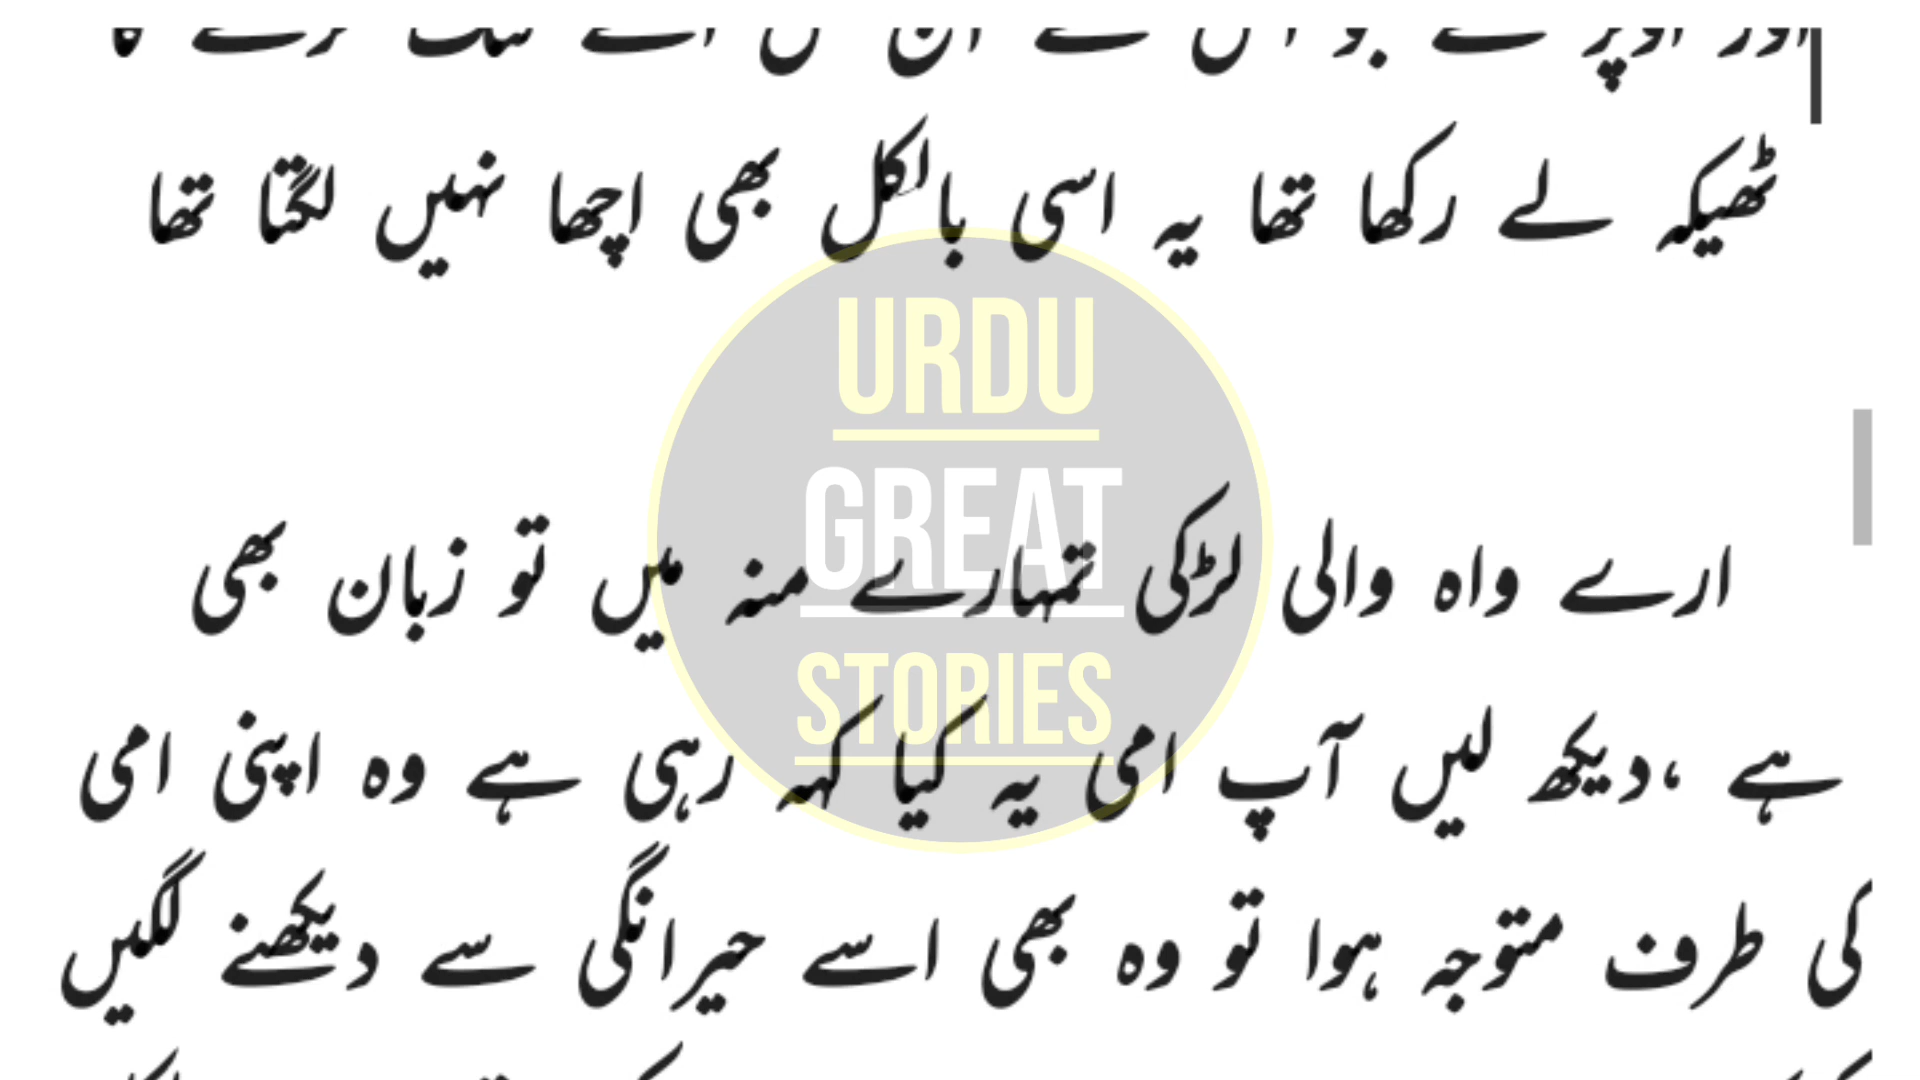 ٹھیکہ لے رکھا تھا یہ اسی بالکل بھی اچھا نہیں لگتا تھا
URDU
GREAT
STORIES
ارے واہ والی لڑکی تمہارے منہ میں تو زبان بھی
ہے ،دیکھ لیں آپ امی یہ کیا کہہ رہی ہے وہ اپنی امی
کی طرف متوجہ ہوا تو وہ بھی اسے حیرانگی سے دیکھنے لگیں